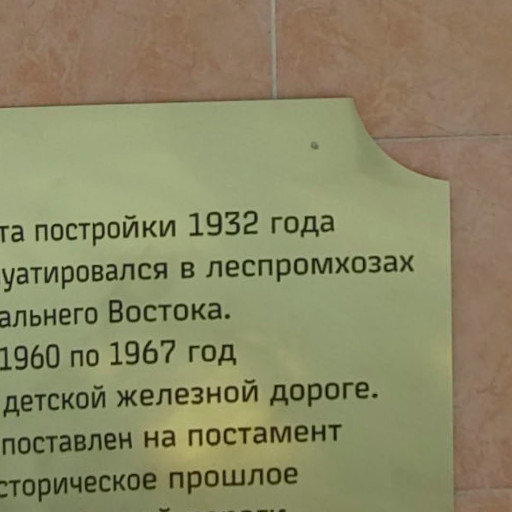 та постройки 1932 года
уатировался в леспромхозах
альнего Востока.
1960 по 1967 год
детской железной дороге.
поставлен на постамент
сторическое прошлое